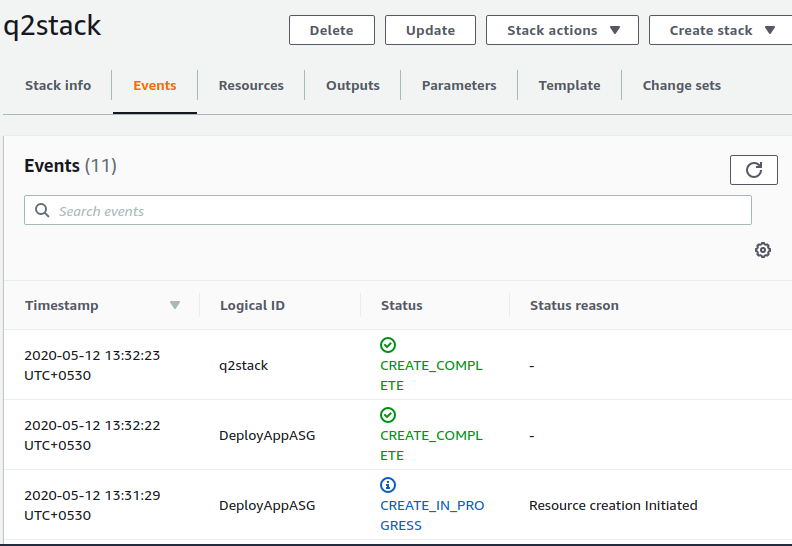 q2stack
Delete
Update
Stack actions
Create stack
Stack info
Events
Resources
Outputs
Parameters
Template
Change sets
Events (11)
Search events
Timestamp
Logical ID
Status
Status reason
2020-05-12 13:32:23
UTC+0530
q2stack
CREATE_COMPL
ETE
-
2020-05-12 13:32:22
UTC+0530
DeployAppASG
CREATE_COMPL
ETE
-
2020-05-12 13:31:29
UTC+0530
DeployAppASG
CREATE_IN_PRO
GRESS
Resource creation Initiated